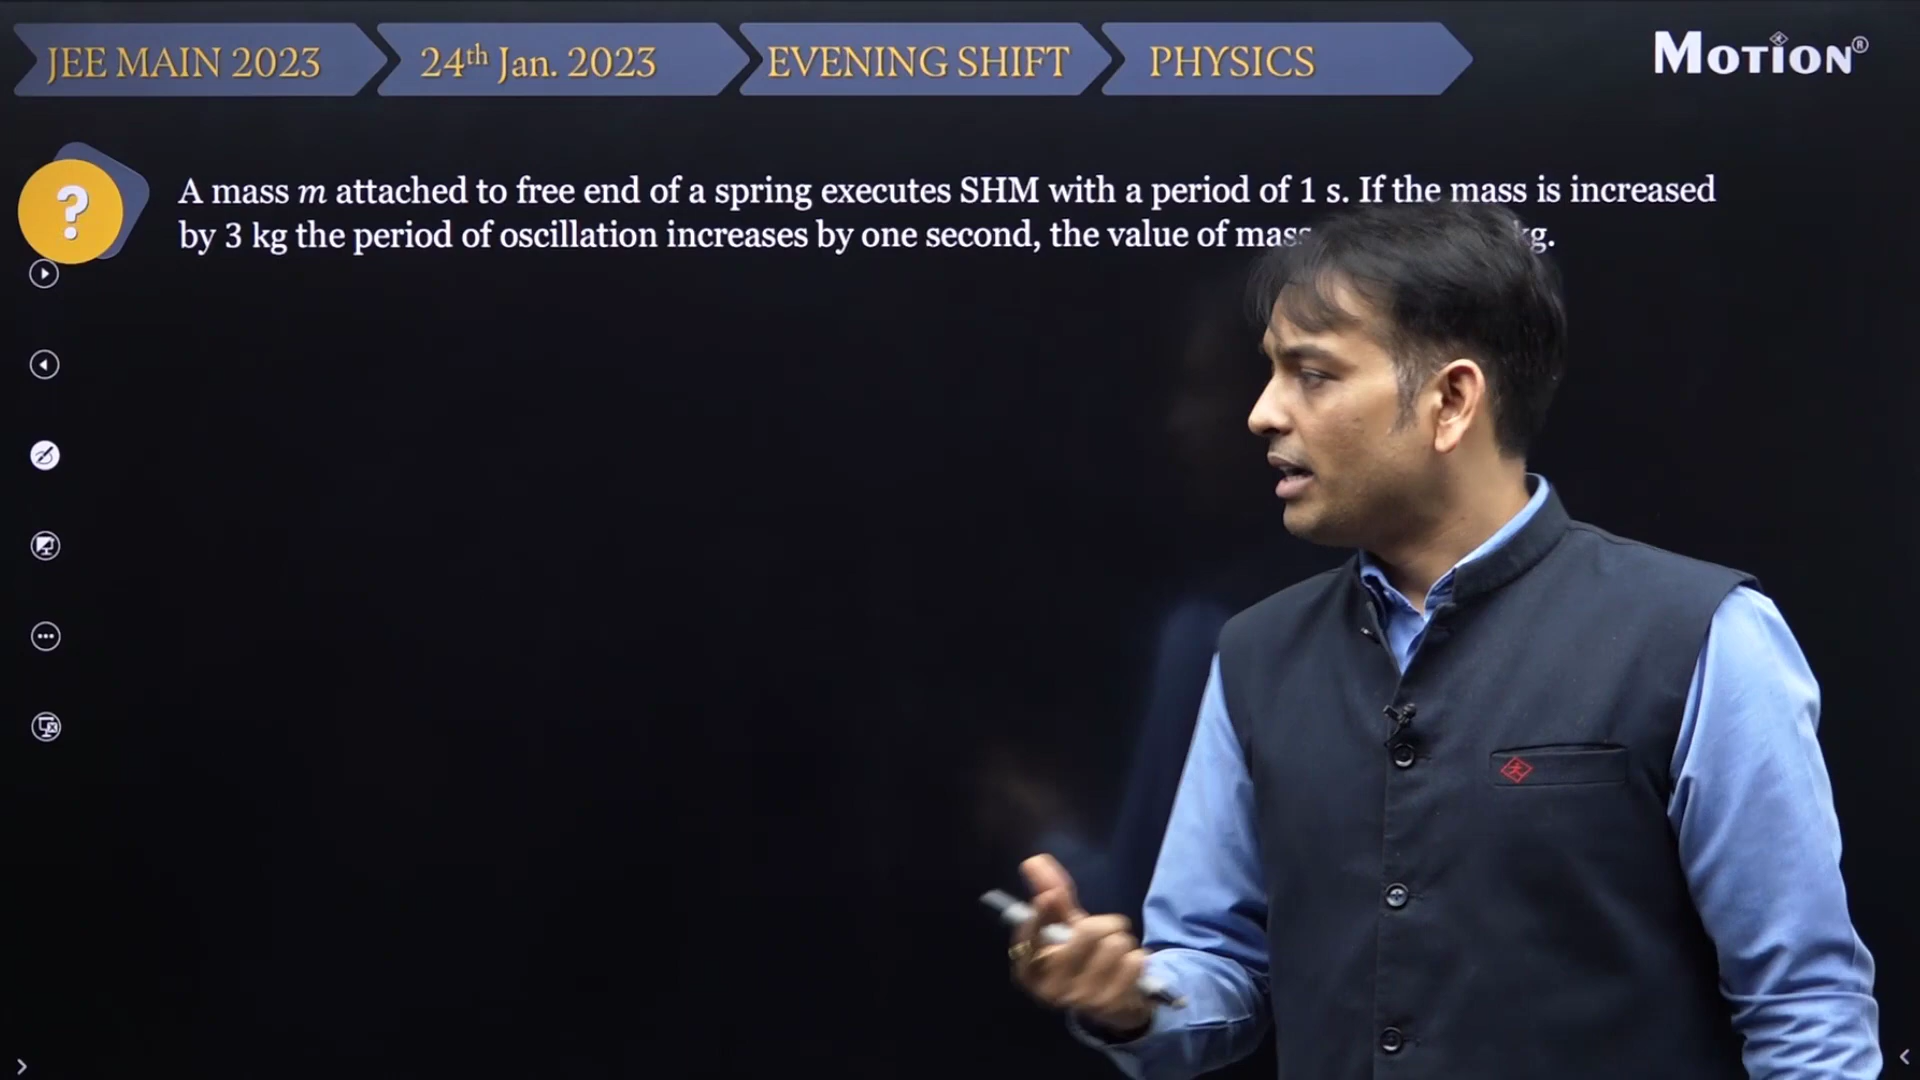 JEE MAIN 2023
24th Jan. 2023
EVENING SHIFT
PHYSICS
MOTION®
?
A mass m attached to free end of a spring executes SHM with a period of 1 s. If the mass is increased
by 3 kg the period of oscillation increases by one second, the value of mass kg.